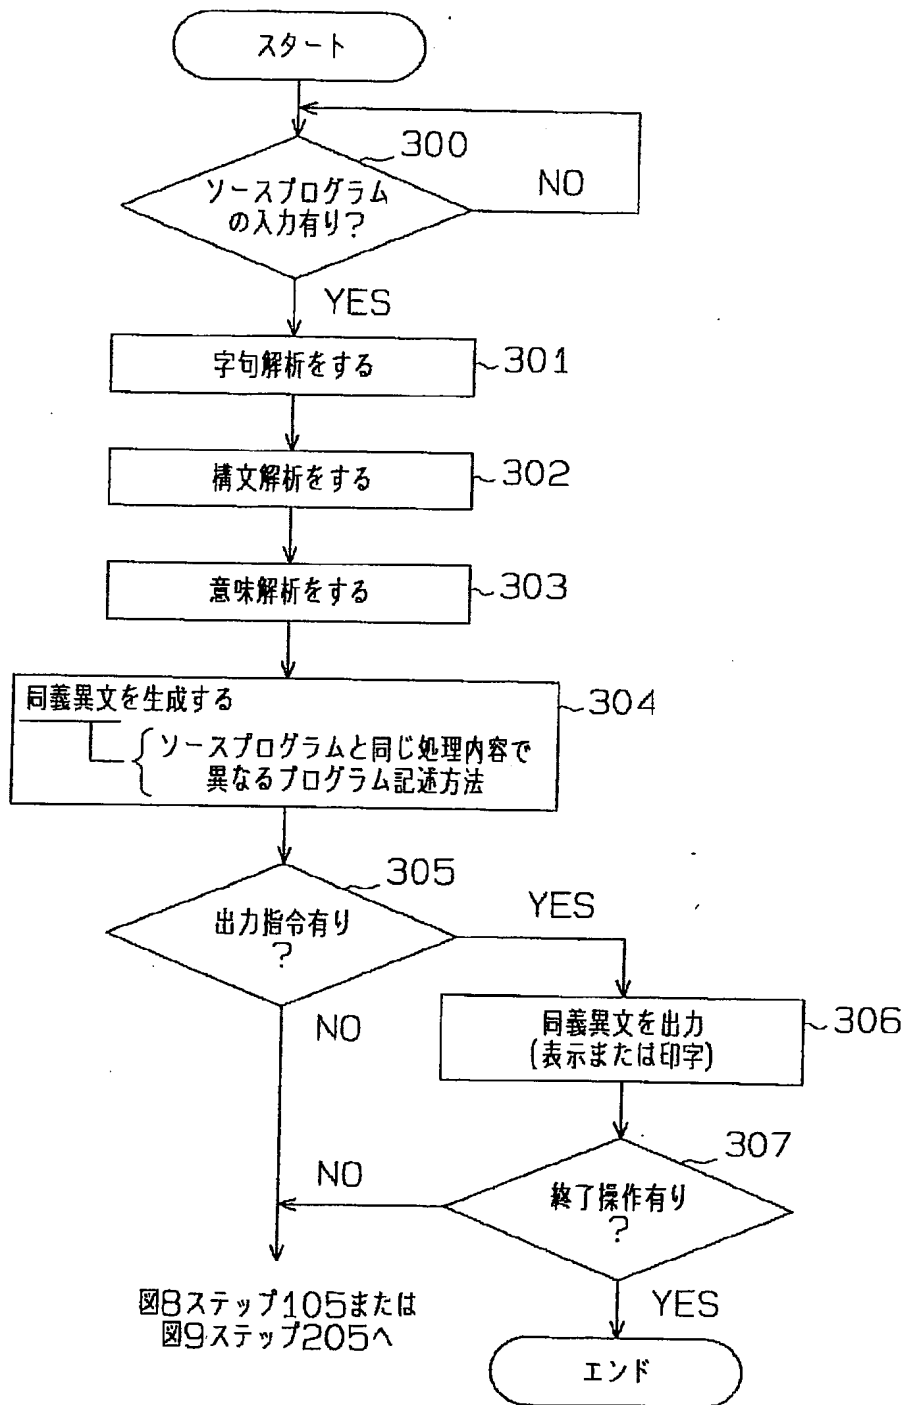 スタート
300
ソースプログラム
の入力有り?
NO
YES
字句解析をする
301
構文解析をする
302
意味解析をする
303
同義異文を生成する
304
ソースプログラムと同じ処理内容で
異なるプログラム記述方法
305
出力指令有り
?
YES
NO
同義異文を出力
(表示または印字)
306
307
NO
終了操作有り
?
YES
図8ステップ105または
図9ステップ205へ
エンド